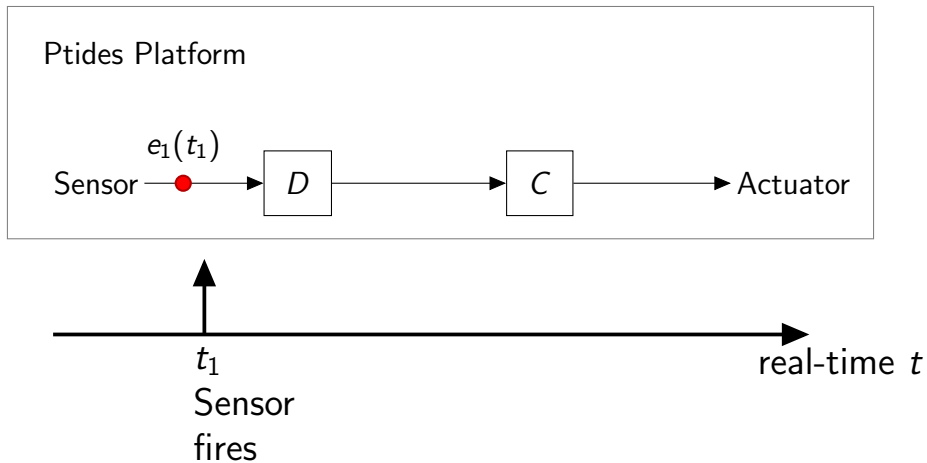 Ptides Platform
e₁(t₁)
Sensor
D
C
Actuator
t₁
real-time t
Sensor
fires